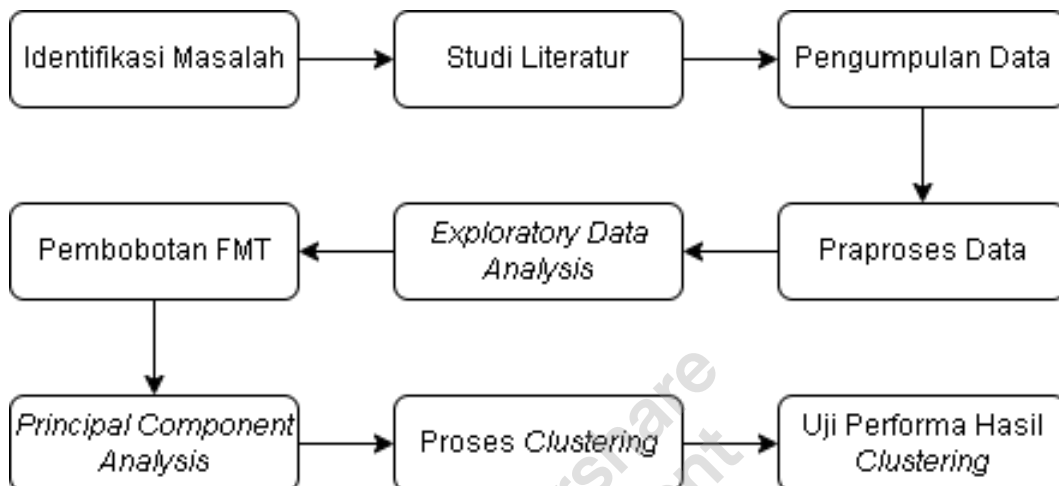 Identifikasi Masalah
Studi Literatur
Pengumpulan Data
Praproses Data
Exploratory Data
Analysis
Pembobotan FMT
Principal Component
Analysis
Proses Clustering
Uji Performa Hasil
Clustering